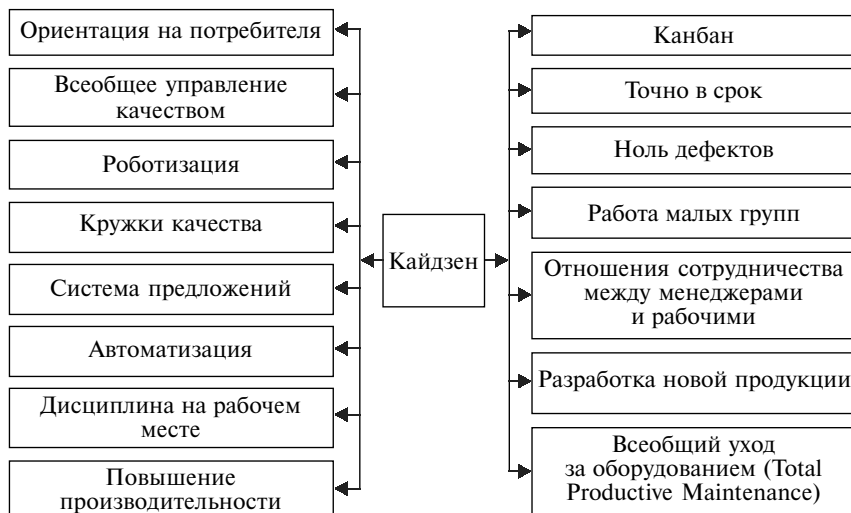 Ориентация на потребителя
Всеобщее управление
качеством
Роботизация
Кружки качества
Система предложений
Автоматизация
Дисциплина на рабочем
месте
Повышение
производительности
Кайдзен
Канбан
Точно в срок
Ноль дефектов
Работа малых групп
Отношения сотрудничества
между менеджерами
и рабочими
Разработка новой продукции
Всеобщий уход
за оборудованием (Total
Productive Maintenance)